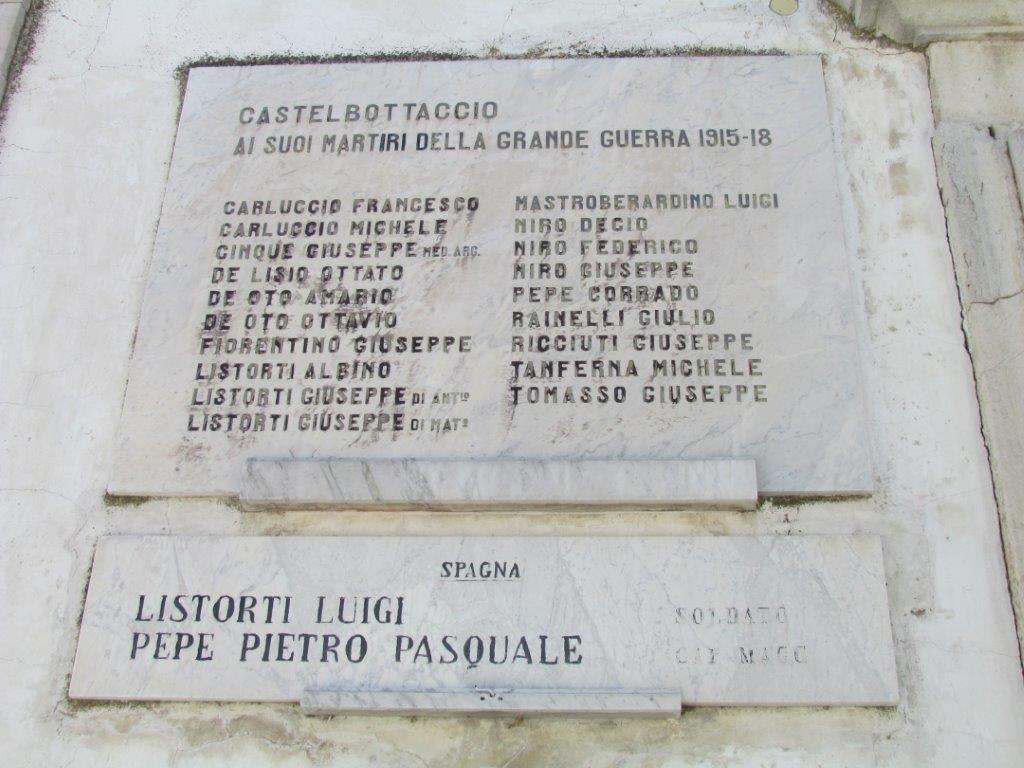 CASTELBOTTACCIO
AI SUOI MARTIRI DELLA GRANDE GUERRA 1915-18
CARLUCCIO FRANCESCO
CARLUCCIO MICHELE
CINQUE GIUSEPPE MED. ARG.
DE LISIO OTTATO
DE OTO AMARIO
DE OTO OTTAVIO
FIORENTINO GIUSEPPE
LISTORTI ALBINO
LISTORTI GIUSEPPE DI ANTº
LISTORTI GIUSEPPE DI MATº
MASTROBERARDINO LUIGI
NIRO DECIO
NIRO FEDERICO
NIRO GIUSEPPE
PEPE CORRADO
RAINELLI GIULIO
RICCIUTI GIUSEPPE
TANFERNA MICHELE
TOMASSO GIUSEPPE
SPAGNA
LISTORTI LUIGI SOLDATO
PEPE PIETRO PASQUALE